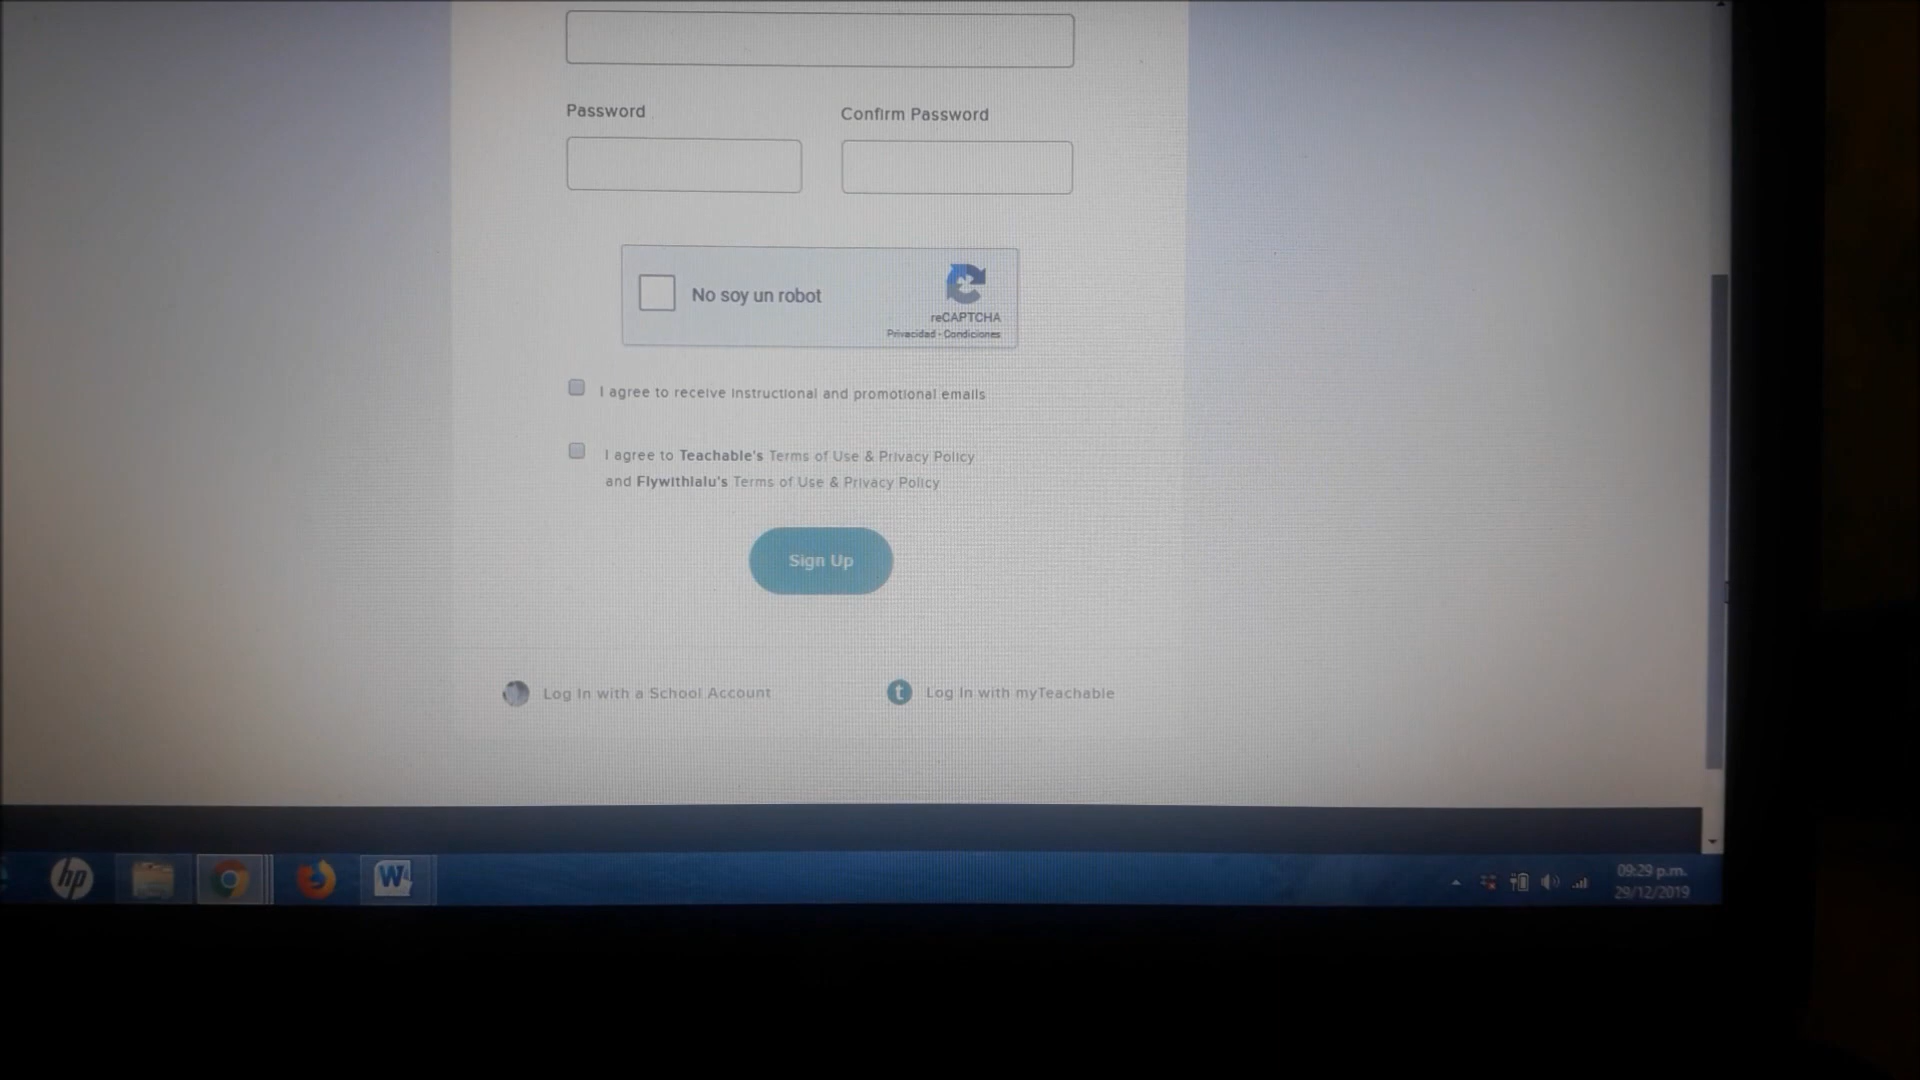 Password
Confirm Password
No soy un robot
reCAPTCHA
Privacidad - Condiciones
I agree to receive instructional and promotional emails
I agree to Teachable's Terms of Use & Privacy Policy
and Flywithlalu's Terms of Use & Privacy Policy
Sign Up
Log In with a School Account
t
Log In with myTeachable
hp
W
09:29 p.m.
29/12/2019